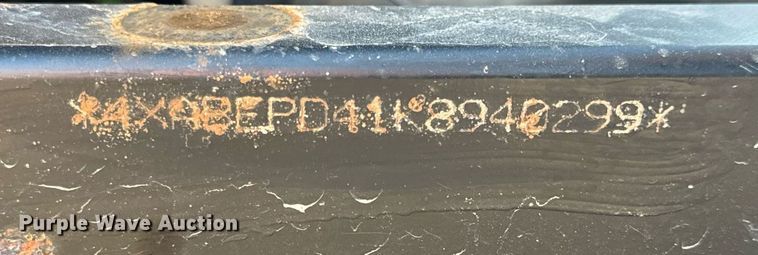 *4XABEPD41K8940299*
Purple Wave Auction